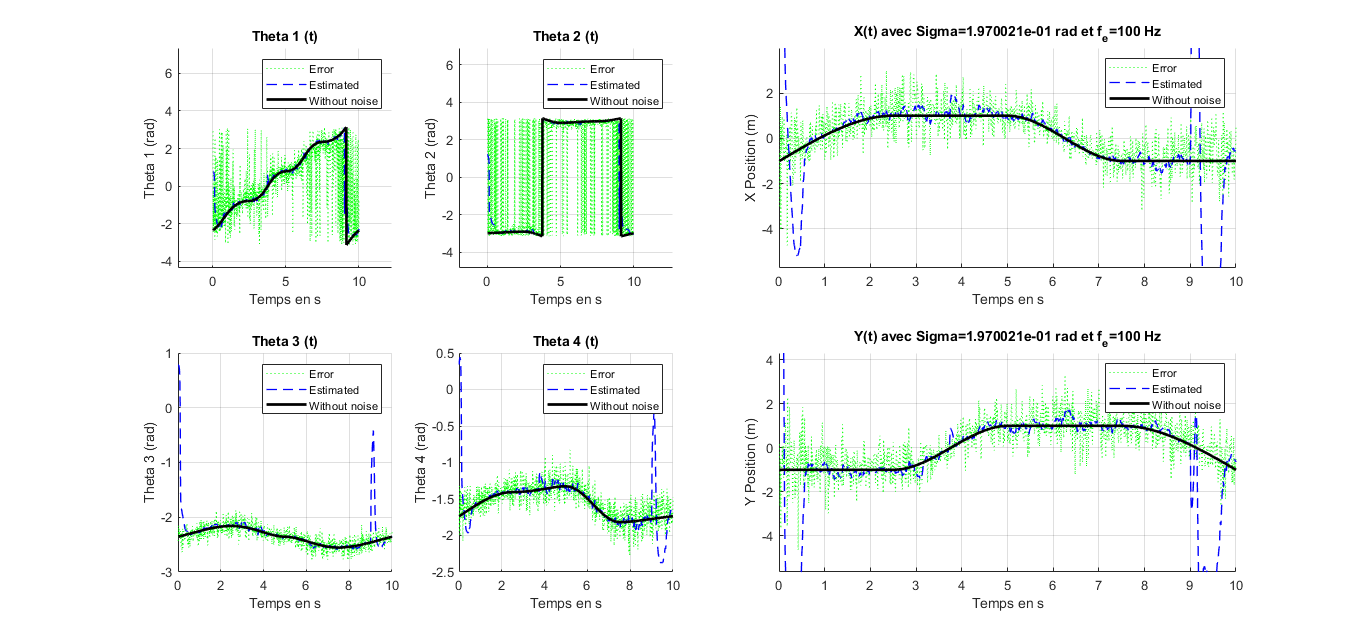 Theta 1 (t)
6
4
2
0
-2
-4
0
5
10
Theta 1 (rad)
Temps en s
Error
Estimated
Without noise
Theta 2 (t)
6
4
2
0
-2
-4
0
5
10
Theta 2 (rad)
Temps en s
Error
Estimated
Without noise
X(t) avec Sigma=1.970021e-01 rad et fe=100 Hz
2
0
-2
-4
0
1
2
3
4
5
6
7
8
9
10
X Position (m)
Temps en s
Error
Estimated
Without noise
Theta 3 (t)
1
0
-1
-2
-3
0
2
4
6
8
10
Theta 3 (rad)
Temps en s
Error
Estimated
Without noise
Theta 4 (t)
0.5
0
-0.5
-1
-1.5
-2
-2.5
0
2
4
6
8
10
Theta 4 (rad)
Temps en s
Error
Estimated
Without noise
Y(t) avec Sigma=1.970021e-01 rad et fe=100 Hz
4
2
0
-2
-4
0
1
2
3
4
5
6
7
8
9
10
Y Position (m)
Temps en s
Error
Estimated
Without noise